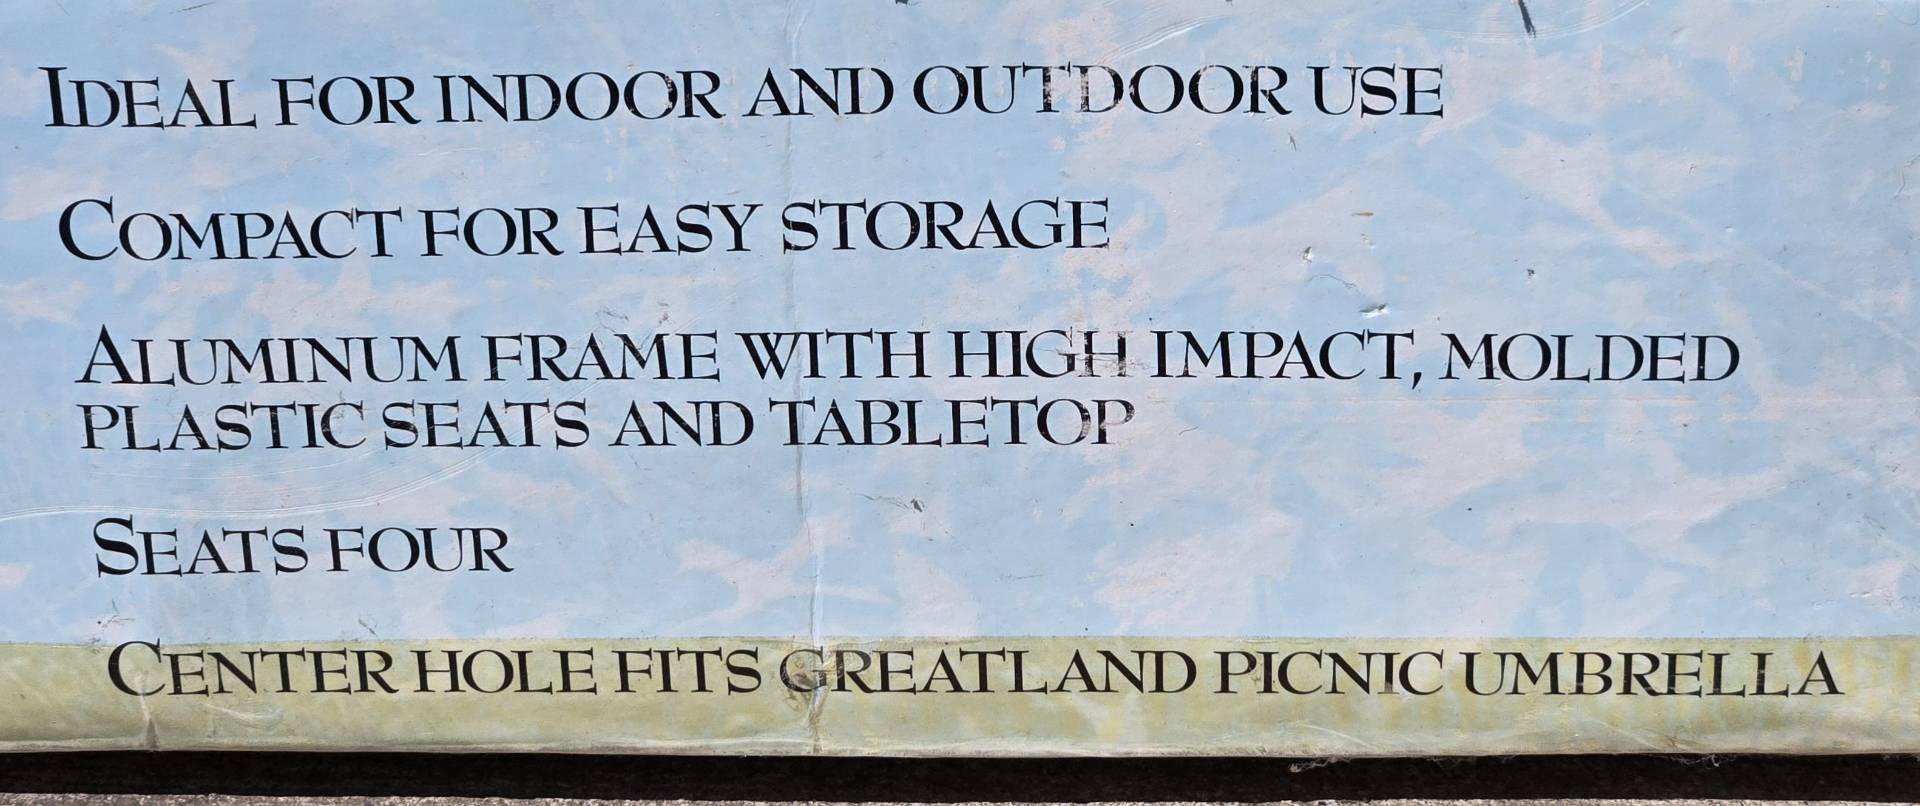 IDEAL FOR INDOOR AND OUTDOOR USE
COMPACT FOR EASY STORAGE
ALUMINUM FRAME WITH HIGH IMPACT, MOLDED
PLASTIC SEATS AND TABLETOP
SEATS FOUR
CENTER HOLE FITS GREATLAND PICNIC UMBRELLA